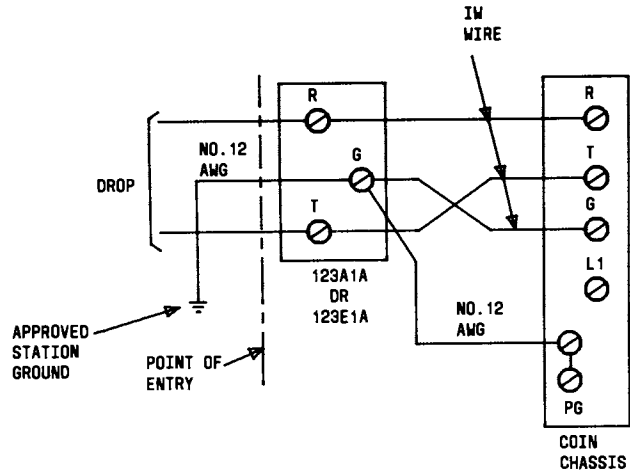 IW
WIRE
R
R
NO.12
AWG
G
T
DROP
T
G
123A1A
DR
123E1A
L1
NO.12
AWG
APPROVED
STATION
GROUND
POINT OF
ENTRY
PG
COIN
CHASSIS